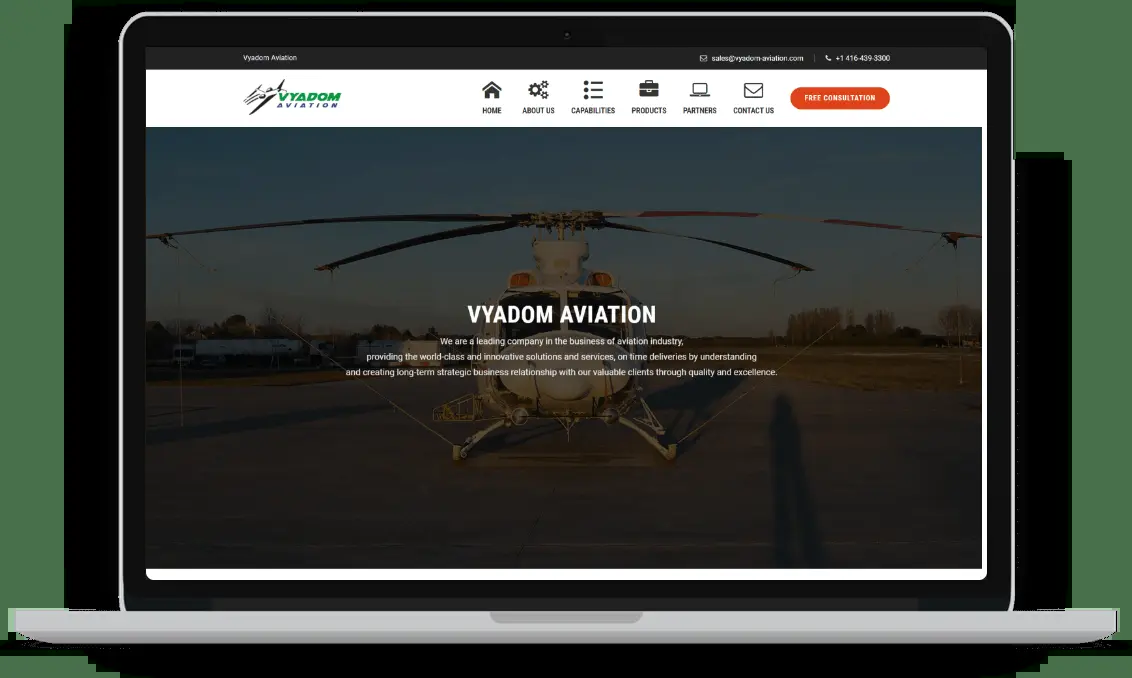 Vyadom Aviation
sales@vyadom-aviation.com
+1 416-439-3300
VYADOM
AVIATION
HOME
ABOUT US
CAPABILITIES
PRODUCTS
PARTNERS
CONTACT US
FREE CONSULTATION
VYADOM AVIATION
We are a leading company in the business of aviation industry,
providing the world-class and innovative solutions and services, on time deliveries by understanding
and creating long-term strategic business relationship with our valuable clients through quality and excellence.